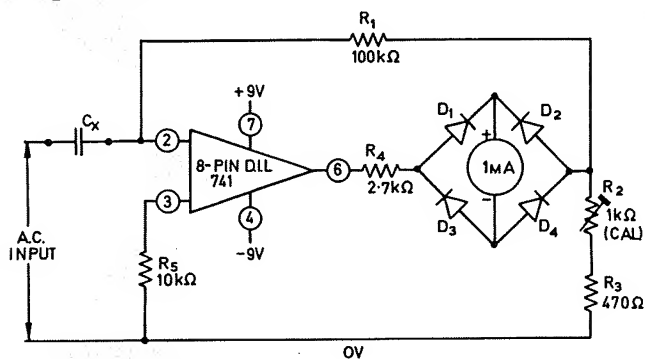 R1
100kΩ
+9V
7
D1
D2
Cx
2
8-PIN D.I.L
741
6
R4
2·7kΩ
+
1MA
−
R2
1kΩ
(CAL)
3
4
-9V
D3
D4
A.C.
INPUT
R5
10kΩ
R3
470Ω
OV